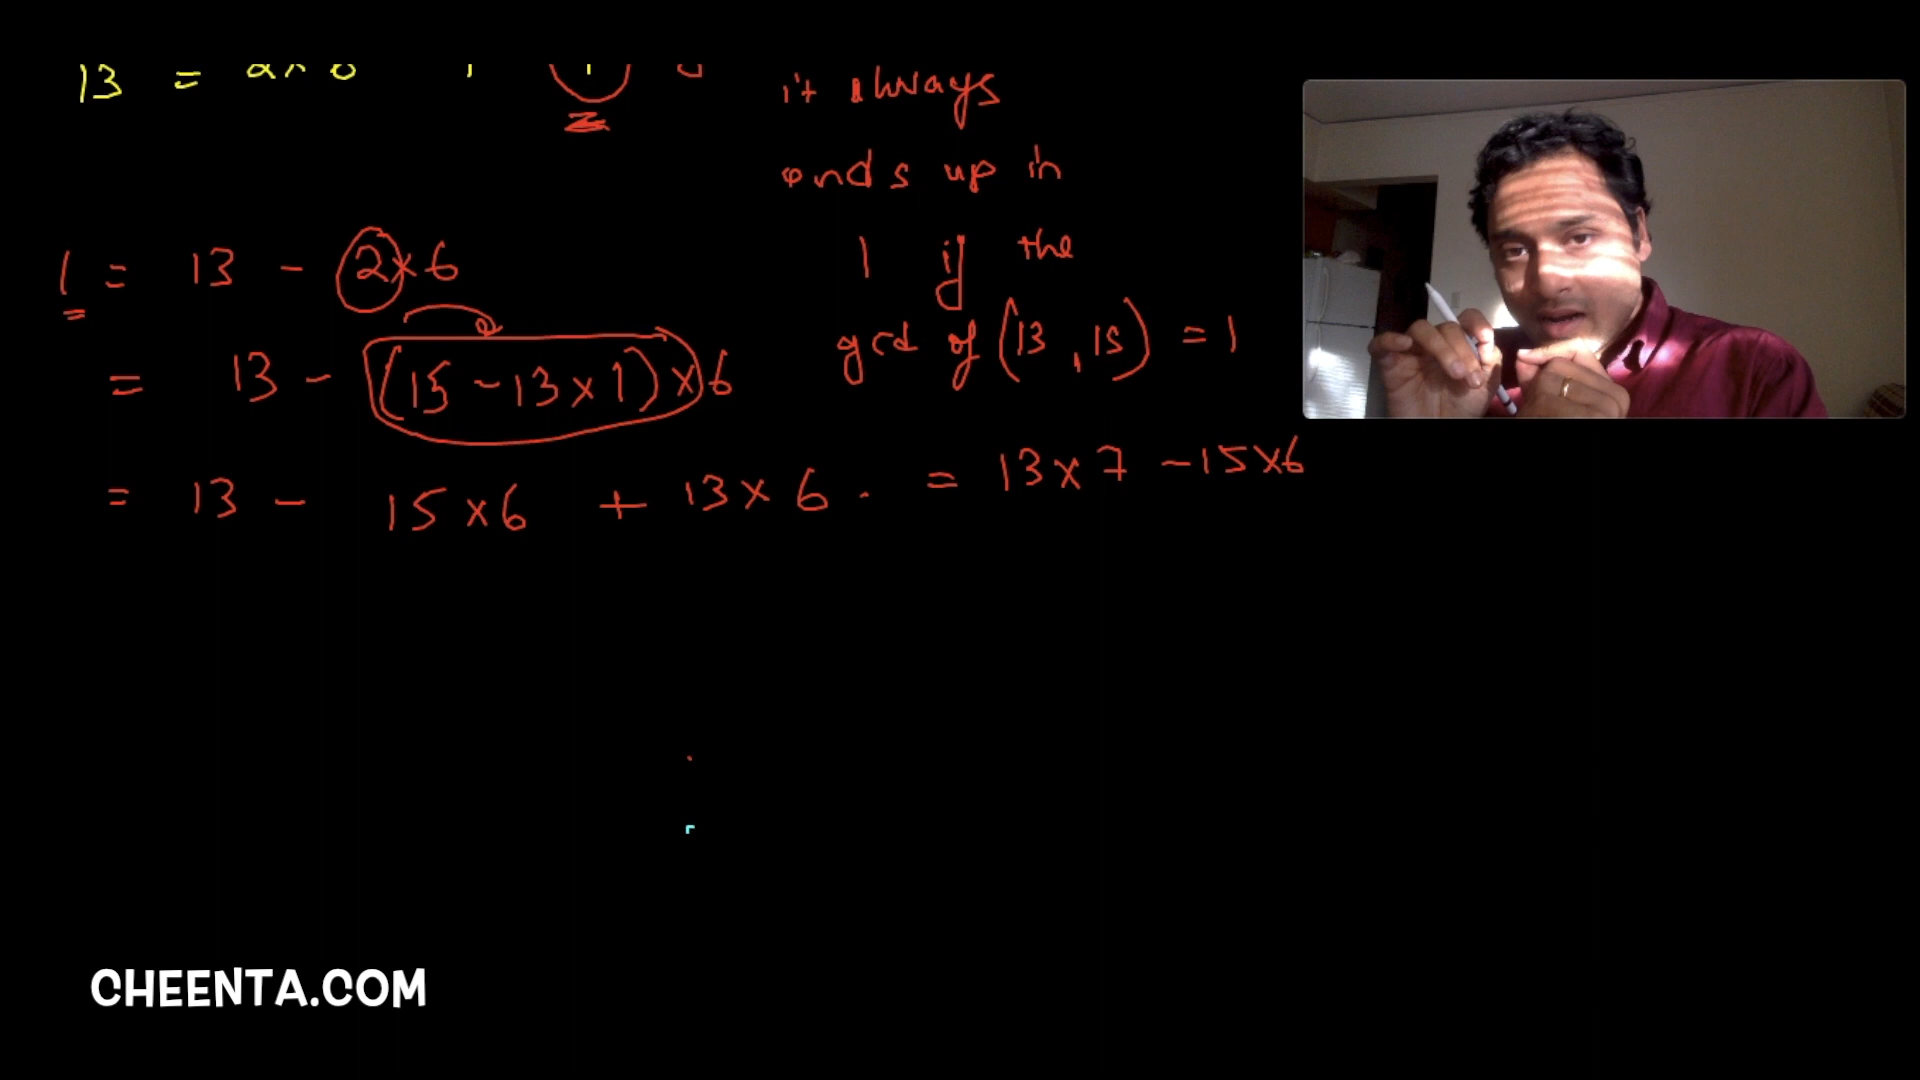 13 =
it always
ends up in
1 if the
gcd of (13, 15) = 1
1 = 13 - 2×6
= 13 - (15 - 13×1)×6
= 13 - 15×6 + 13×6. = 13×7 - 15×6
CHEENTA.COM